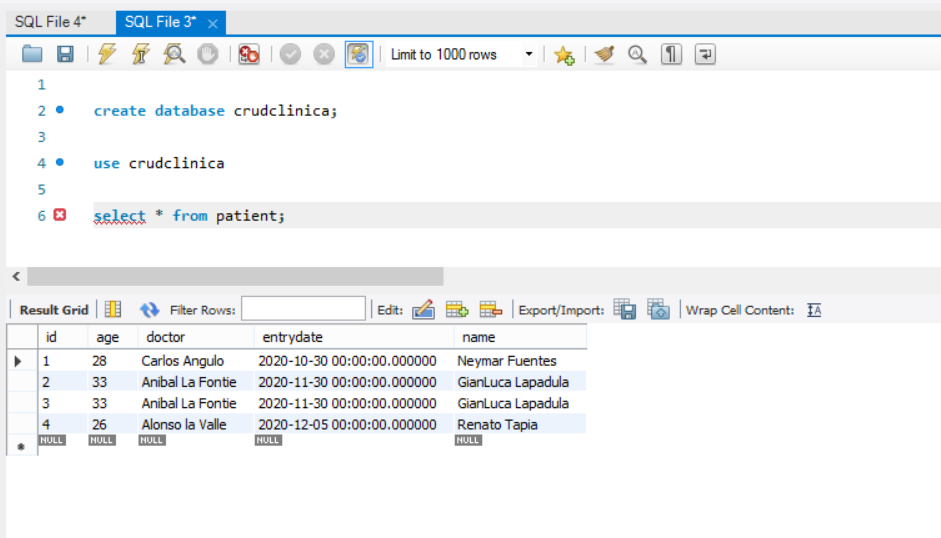 SQL File 4* SQL File 3*
Limit to 1000 rows
1
2 create database crudclinica;
3
4 use crudclinica
5
6 select * from patient;
Result Grid Filter Rows: Edit: Export/Import: Wrap Cell Content:
id age doctor entrydate name
1 28 Carlos Angulo 2020-10-30 00:00:00.000000 Neymar Fuentes
2 33 Anibal La Fontie 2020-11-30 00:00:00.000000 GianLuca Lapadula
3 33 Anibal La Fontie 2020-11-30 00:00:00.000000 GianLuca Lapadula
4 26 Alonso la Valle 2020-12-05 00:00:00.000000 Renato Tapia
NULL NULL NULL NULL NULL